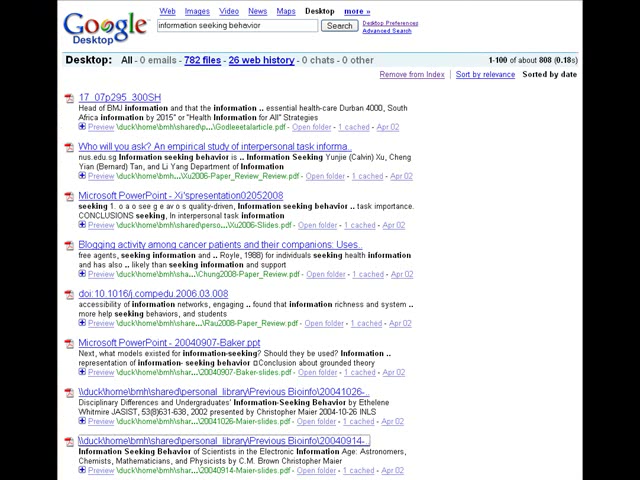 Web Images Video News Maps Desktop more »
Google Desktop
information seeking behavior Search Desktop Preferences Advanced Search
Desktop: All - 0 emails - 782 files - 26 web history - 0 chats - 0 other 1-100 of about 808 (0.18s)
Remove from Index | Sort by relevance Sorted by date
17_07p295_300SH
Head of BMJ information and that the information .. essential health-care Durban 4000, South
Africa information by 2015" or "Health Information for All" Strategies
Preview \duck\home\bmh\shared\p...\Godleeetalarticle.pdf - Open folder - 1 cached - Apr 02
Who will you ask? An empirical study of interpersonal task informa..
nus.edu.sg Information seeking behavior is .. Information Seeking Yunjie (Calvin) Xu, Cheng
Yian (Bernard) Tan, and Li Yang Department of Information
Preview \duck\home\bmh...\Xu2006-Paper_Review_Review.pdf - Open folder - 1 cached - Apr 02
Microsoft PowerPoint - Xi'spresentation02052008
seeking 1. o a o see g e av o s quality-driven, Information seeking behavior .. task importance.
CONCLUSIONS seeking, In interpersonal task information
Preview \duck\home\bmh\shared\perso...\Xu2006-Slides.pdf - Open folder - 1 cached - Apr 02
Blogging activity among cancer patients and their companions: Uses..
free agents, seeking information and .. Royle, 1988) for individuals seeking health information
and has also .. likely than seeking information and support
Preview \duck\home\bmh\sha...\Chung2008-Paper_Review.pdf - Open folder - 1 cached - Apr 02
doi:10.1016/j.compedu.2006.03.008
accessibility of information networks, engaging .. found that information richness and system ..
more help seeking behaviors, and students
Preview \duck\home\bmh\share...\Rau2008-Paper_Review.pdf - Open folder - 1 cached - Apr 02
Microsoft PowerPoint - 20040907-Baker.ppt
Next, what models existed for information-seeking? Should they be used? Information ..
representation of information- seeking behavior Conclusion about grounded theory
Preview \duck\home\bmh\shar...\20040907-Baker-slides.pdf - Open folder - 1 cached - Apr 02
\\duck\home\bmh\shared\personal_library\Previous Bioinfo\20041026-..
Disciplinary Differences and Undergraduates' Information-Seeking Behavior by Ethelene
Whitmire JASIST, 53(8)631-638, 2002 presented by Christopher Maier 2004-10-26 INLS
Preview \duck\home\bmh\shar...\20041026-Maier-slides.pdf - Open folder - 1 cached - Apr 02
\\duck\home\bmh\shared\personal_library\Previous Bioinfo\20040914-..
Information Seeking Behavior of Scientists in the Electronic Information Age: Astronomers,
Chemists, Mathematicians, and Physicists by C.M. Brown Christopher Maier
Preview \duck\home\bmh\shar...\20040914-Maier-slides.pdf - Open folder - 1 cached - Apr 02